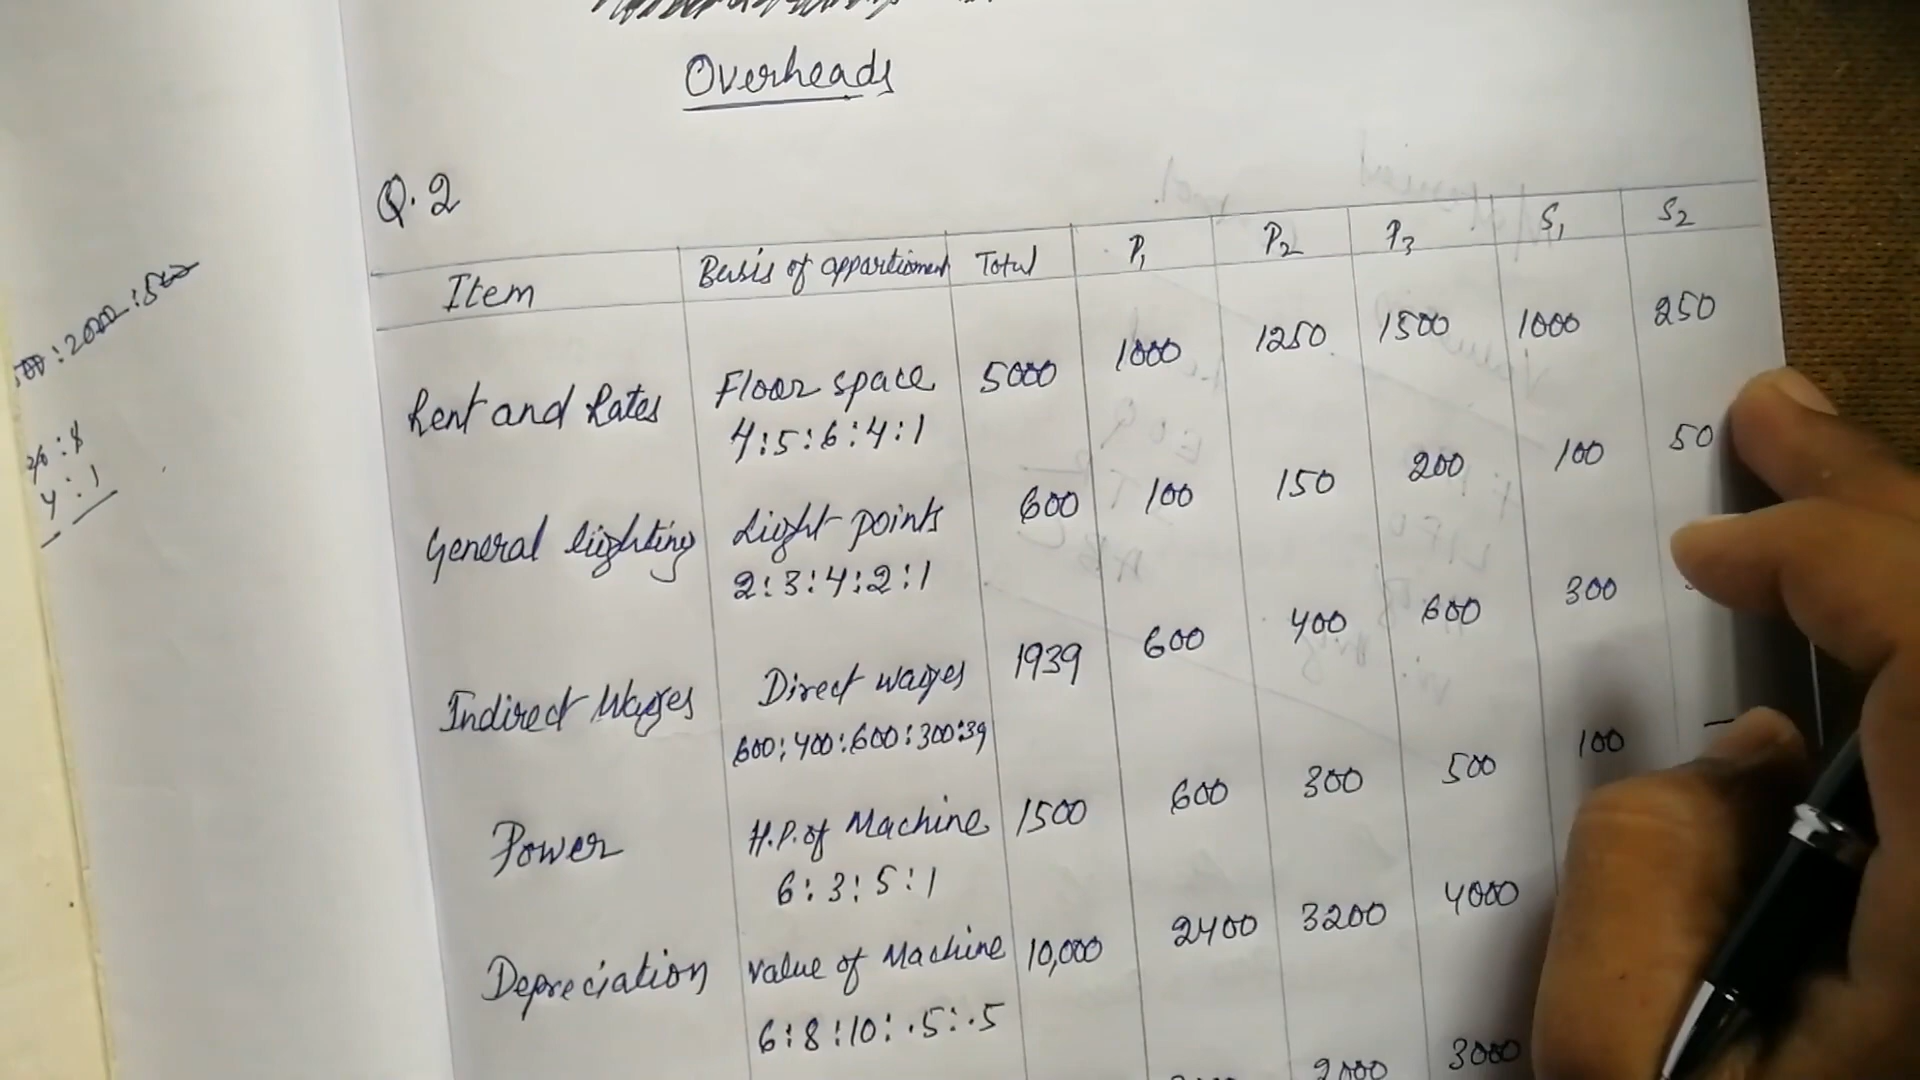 Overheads
Q.2
Item Basis of appartionment Total P1 P2 P3 S1 S2
Rent and Rates Floor space 5000 1000 1250 1500 1000 250
4:5:6:4:1
General lighting Light points 600 100 150 200 100 50
2:3:4:2:1
Indirect Wages Direct wages 1939 600 400 600 300
600:400:600:300:39
Power H.P. of Machine 1500 600 300 500 100 —
6:3:5:1
Depreciation Value of Machine 10,000 2400 3200 4000
6:8:10:.5:.5
2000 3000
: 2000 : 500
: 8
4 : 1